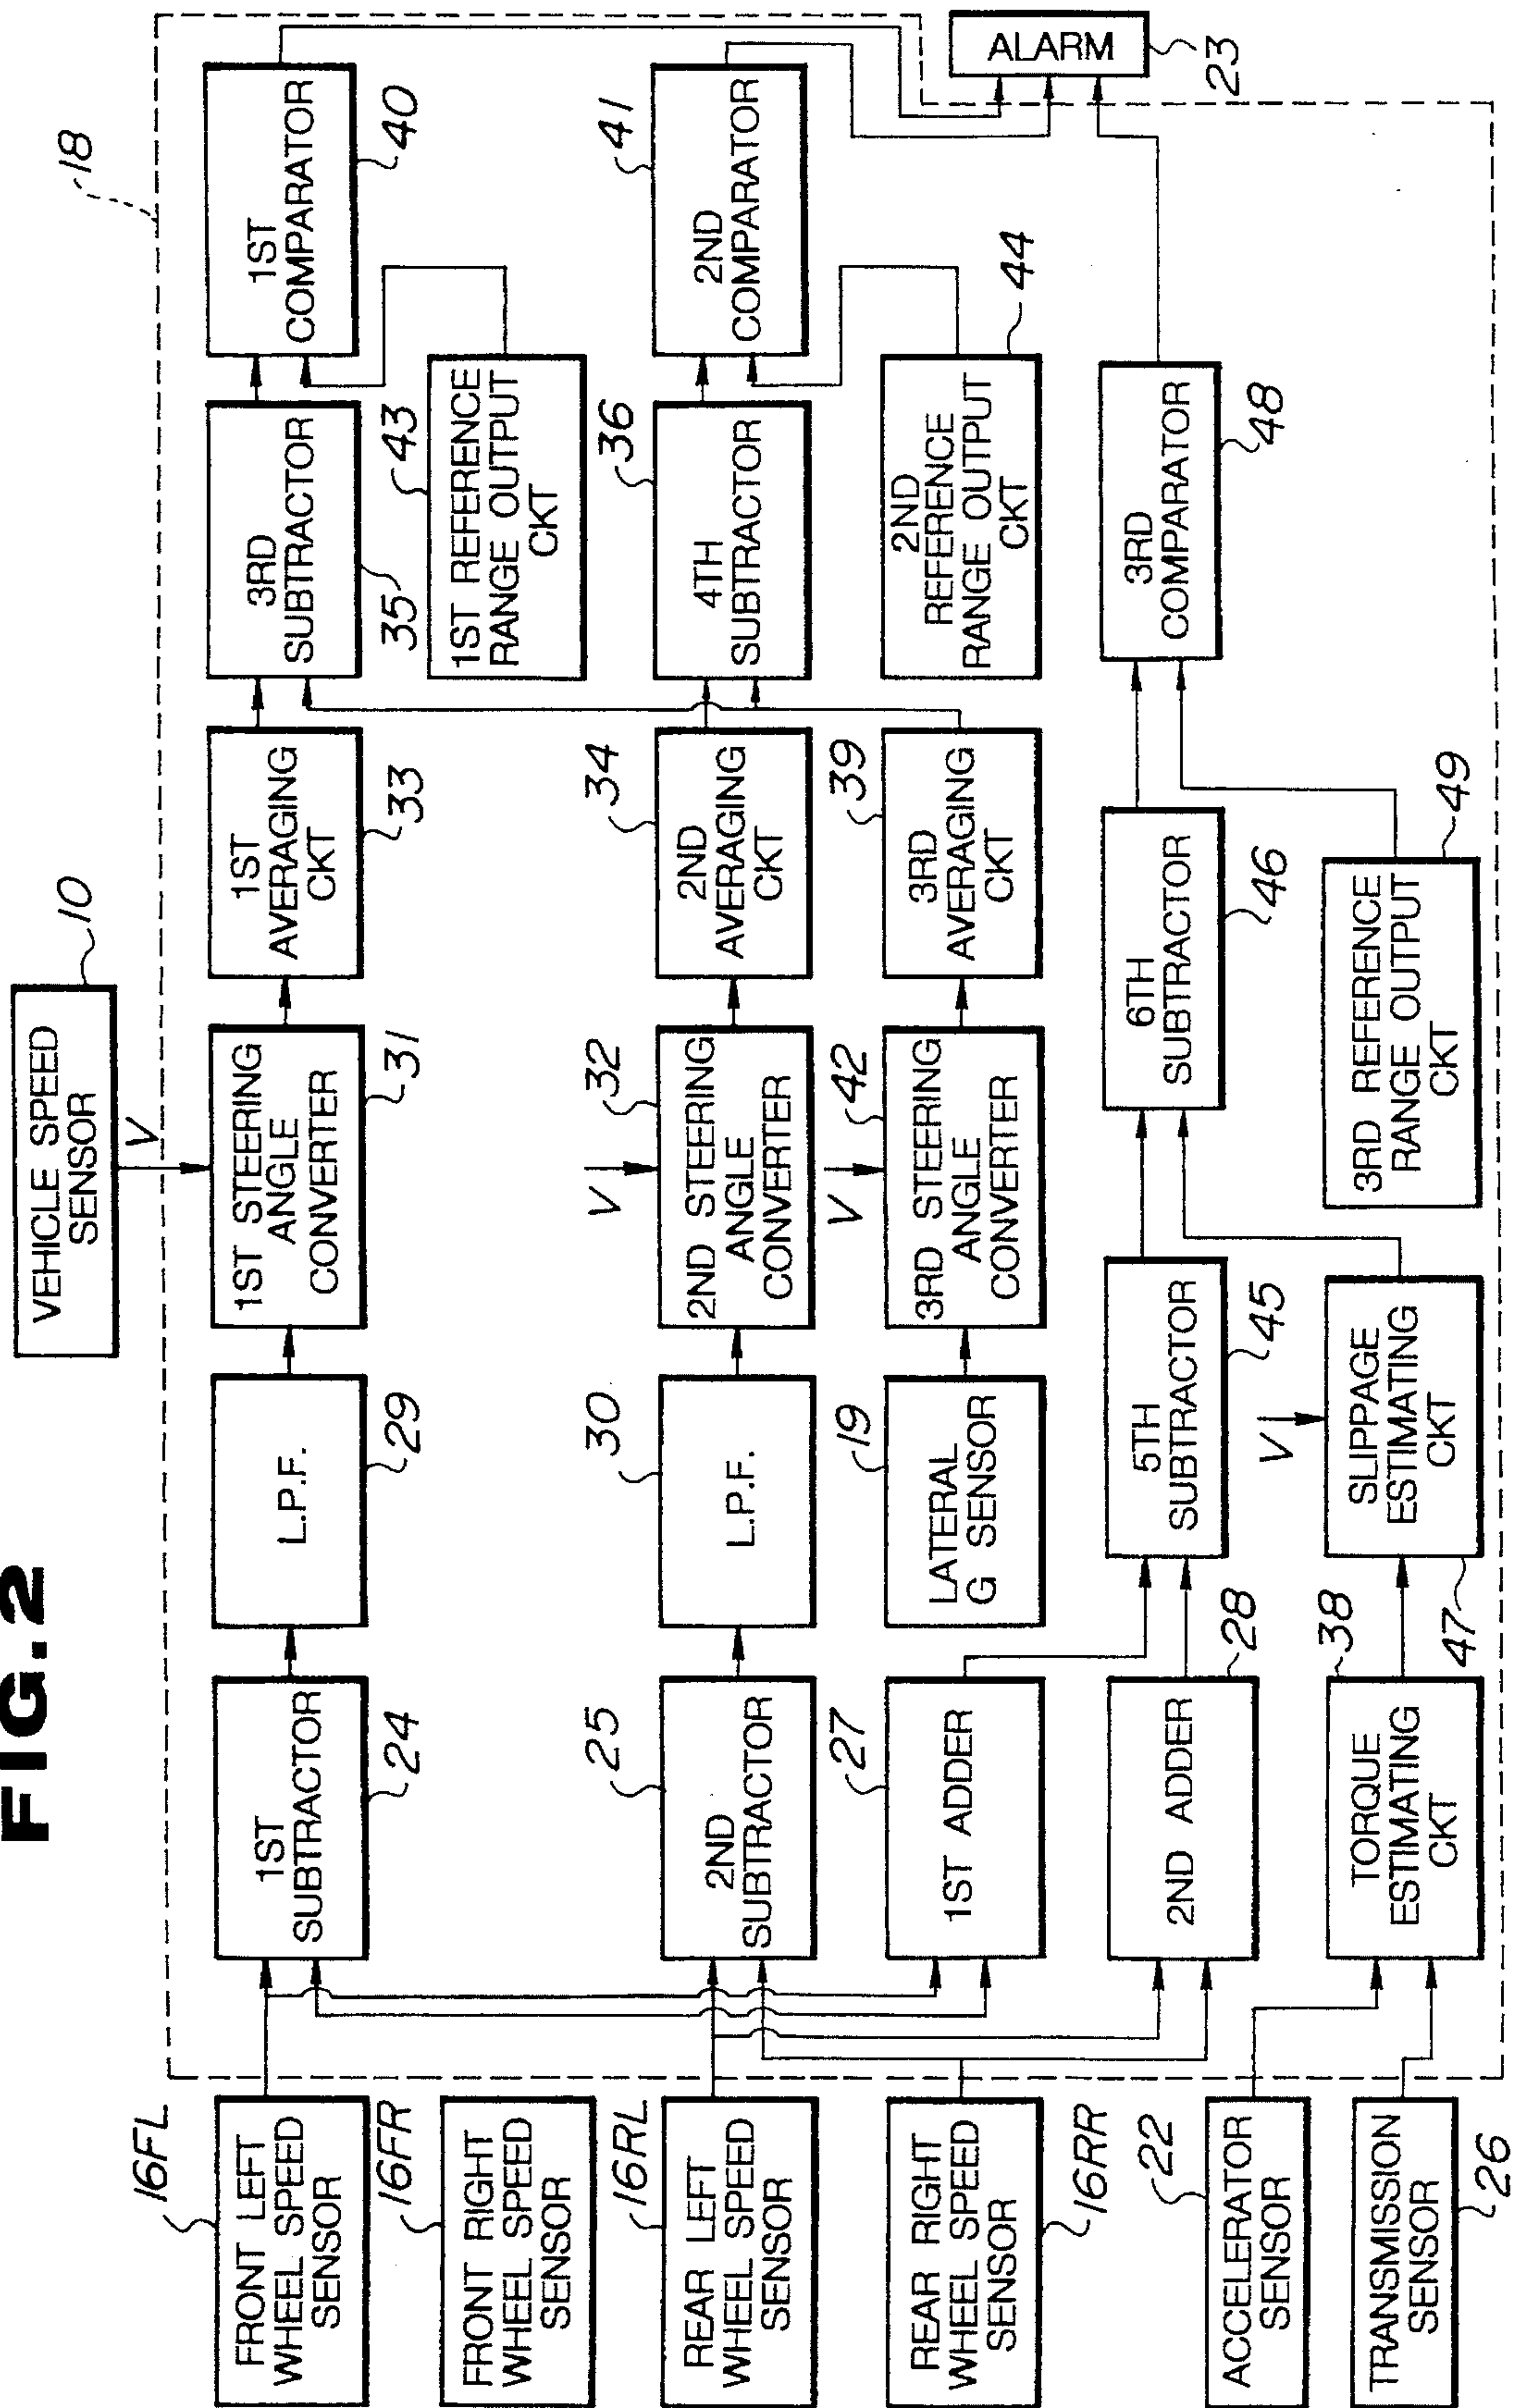 FIG.2
VEHICLE SPEED
SENSOR
10
V
18
16FL
FRONT LEFT
WHEEL SPEED
SENSOR
1ST
SUBTRACTOR
24
L.P.F.
29
1ST STEERING
ANGLE
CONVERTER
31
1ST
AVERAGING
CKT
33
3RD
SUBTRACTOR
35
1ST
COMPARATOR
40
16FR
FRONT RIGHT
WHEEL SPEED
SENSOR
43
1ST REFERENCE
RANGE OUTPUT
CKT
16RL
REAR LEFT
WHEEL SPEED
SENSOR
25
2ND
SUBTRACTOR
30
L.P.F.
V
32
2ND STEERING
ANGLE
CONVERTER
34
2ND
AVERAGING
CKT
36
4TH
SUBTRACTOR
41
2ND
COMPARATOR
REAR RIGHT
WHEEL SPEED
SENSOR
16RR
27
1ST ADDER
19
LATERAL
G SENSOR
V
42
3RD STEERING
ANGLE
CONVERTER
39
3RD
AVERAGING
CKT
2ND
REFERENCE
RANGE OUTPUT
CKT
44
ALARM
23
22
ACCELERATOR
SENSOR
2ND ADDER
28
5TH
SUBTRACTOR
45
6TH
SUBTRACTOR
46
3RD
COMPARATOR
48
TRANSMISSION
SENSOR
26
38
TORQUE
ESTIMATING
CKT
V
SLIPPAGE
ESTIMATING
CKT
47
3RD REFERENCE
RANGE OUTPUT
CKT
49